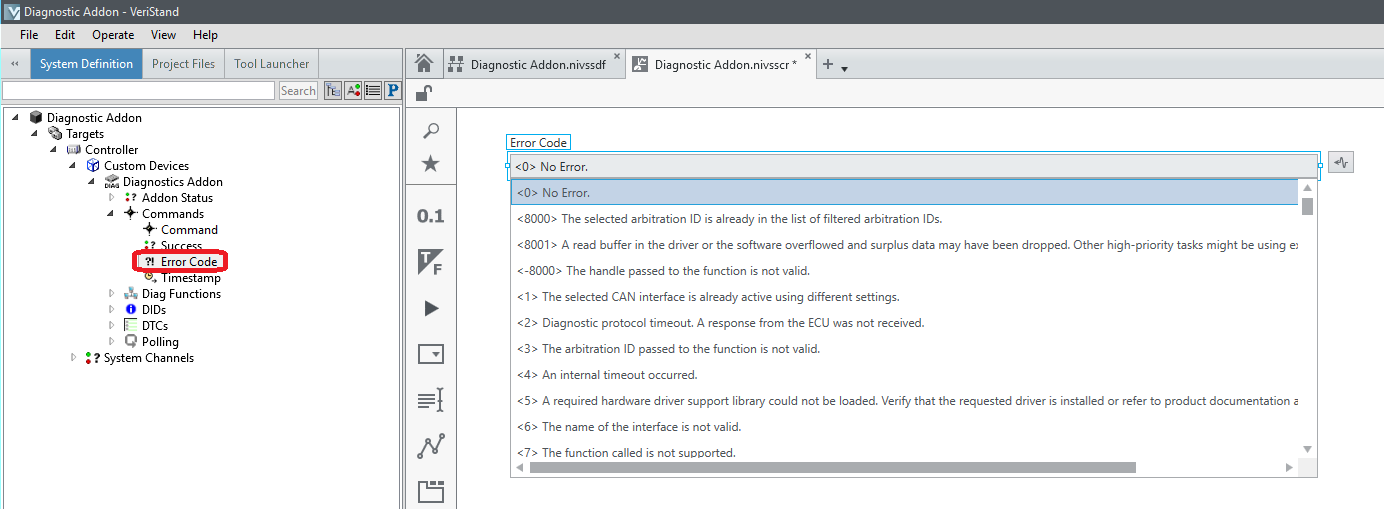 Diagnostic Addon - VeriStand
File Edit Operate View Help
System Definition Project Files Tool Launcher
Diagnostic Addon.nivssdf
Diagnostic Addon.nivsscr *
Search
Diagnostic Addon
Targets
Controller
Custom Devices
DIAG Diagnostics Addon
Addon Status
Commands
Command
Success
Error Code
Timestamp
Diag Functions
DIDs
DTCs
Polling
System Channels
0.1
T F
Error Code
<0> No Error.
<0> No Error.
<8000> The selected arbitration ID is already in the list of filtered arbitration IDs.
<8001> A read buffer in the driver or the software overflowed and surplus data may have been dropped. Other high-priority tasks might be using ex
<-8000> The handle passed to the function is not valid.
<1> The selected CAN interface is already active using different settings.
<2> Diagnostic protocol timeout. A response from the ECU was not received.
<3> The arbitration ID passed to the function is not valid.
<4> An internal timeout occurred.
<5> A required hardware driver support library could not be loaded. Verify that the requested driver is installed or refer to product documentation a
<6> The name of the interface is not valid.
<7> The function called is not supported.